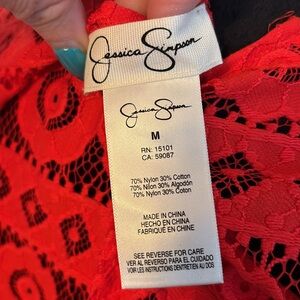 Jessica Simpson
Jessica Simpson
M
RN: 15101
CA: 59087
70% Nylon 30% Cotton
70% Nilon 30% Algodón
70% Nylon 30% Coton
MADE IN CHINA
HECHO EN CHINA
FABRIQUÉ EN CHINE
SEE REVERSE FOR CARE
VER AL REVERSO PARA EL CUIDADO
VOIR LES INSTRUCTIONS D'ENTRETIEN AU DOS